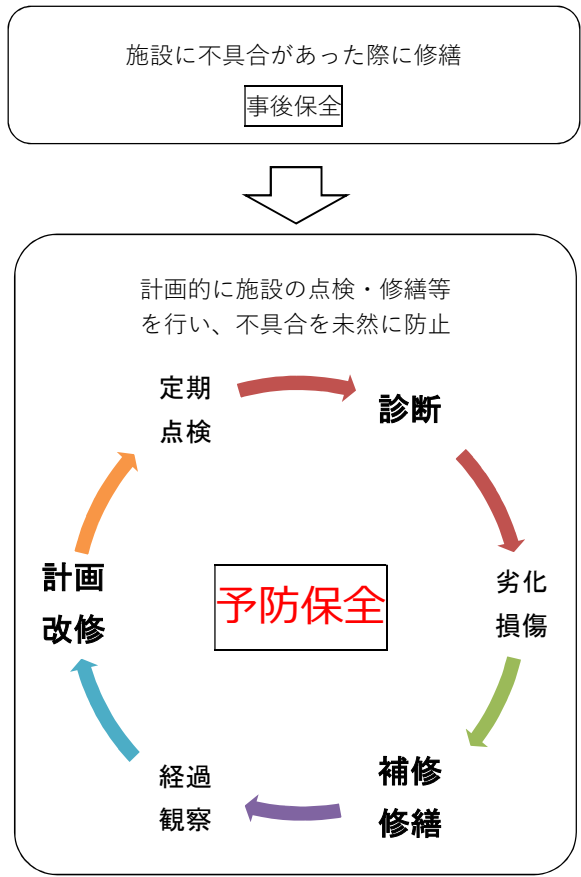 施設に不具合があった際に修繕
事後保全
計画的に施設の点検・修繕等
を行い、不具合を未然に防止
定期
点検
診断
劣化
損傷
補修
修繕
経過
観察
計画
改修
予防保全